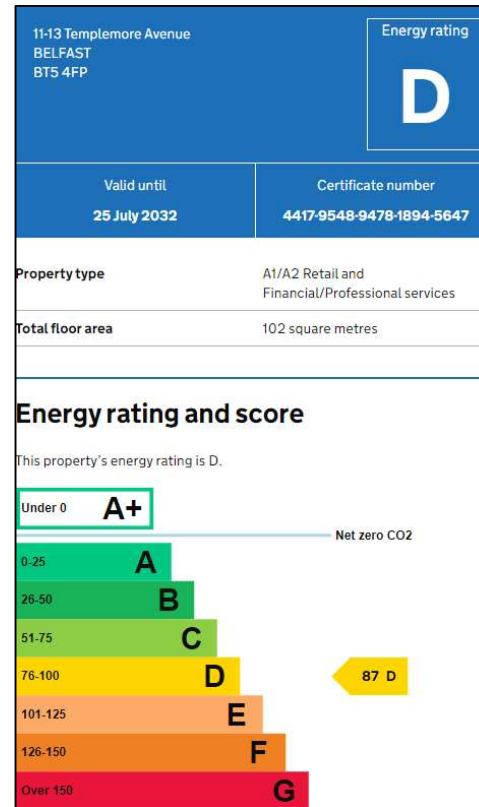 11-13 Templemore Avenue
BELFAST
BT5 4FP
Energy rating
D
Valid until
25 July 2032
Certificate number
4417-9548-9478-1894-5647
Property type
A1/A2 Retail and
Financial/Professional services
Total floor area
102 square metres
Energy rating and score
This property's energy rating is D.
Under 0 A+
Net zero CO2
0-25 A
26-50 B
51-75 C
76-100 D 87 D
101-125 E
126-150 F
Over 150 G